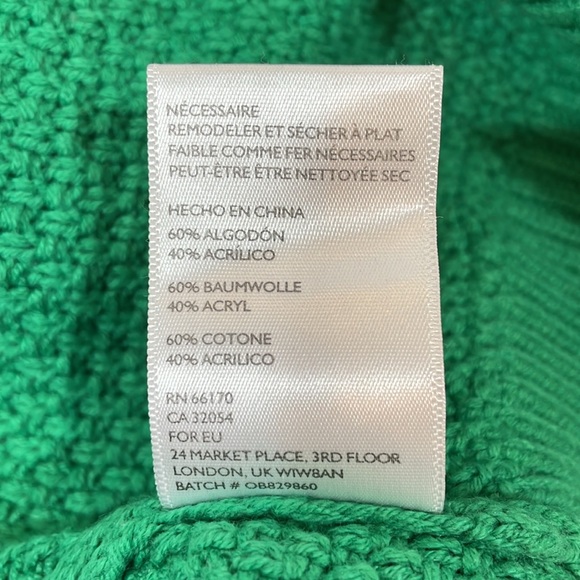 NÉCESSAIRE
REMODELER ET SÉCHER À PLAT
FAIBLE COMME FER NÉCESSAIRES
PEUT-ÊTRE ÊTRE NETTOYÉE SEC
HECHO EN CHINA
60% ALGODÓN
40% ACRÍLICO
60% BAUMWOLLE
40% ACRYL
60% COTONE
40% ACRILICO
RN 66170
CA 32054
FOR EU
24 MARKET PLACE, 3RD FLOOR
LONDON, UK W1W8AN
BATCH # OB829860